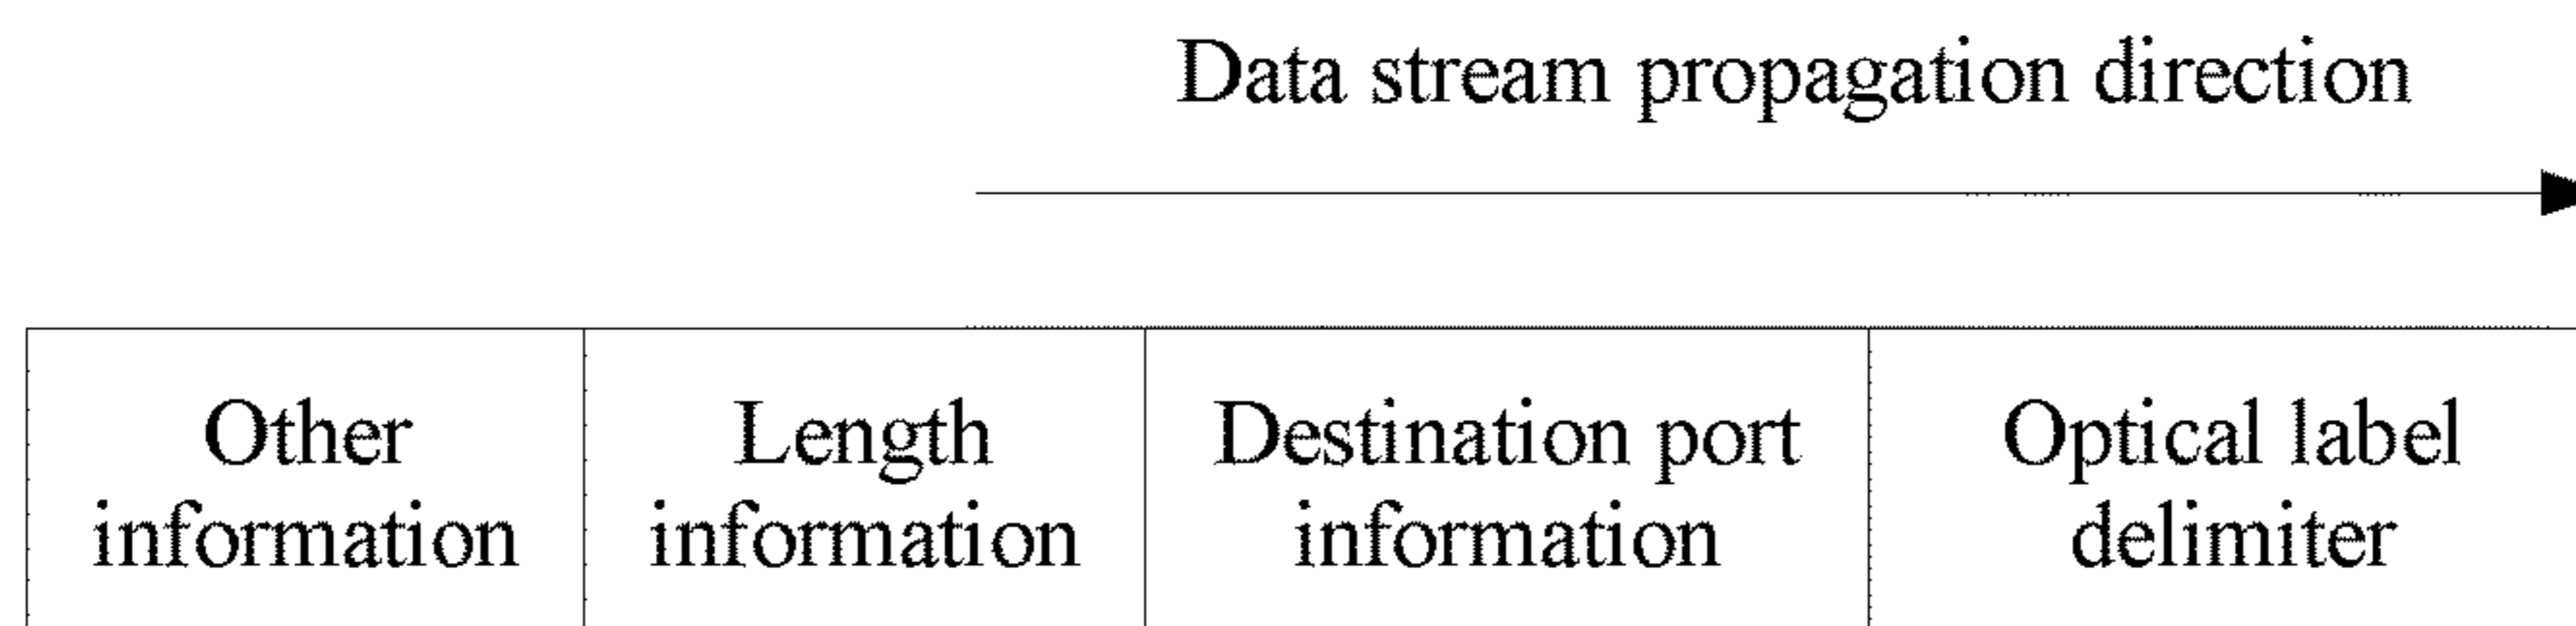 Data stream propagation direction
Other
information
Length
information
Destination port
information
Optical label
delimiter